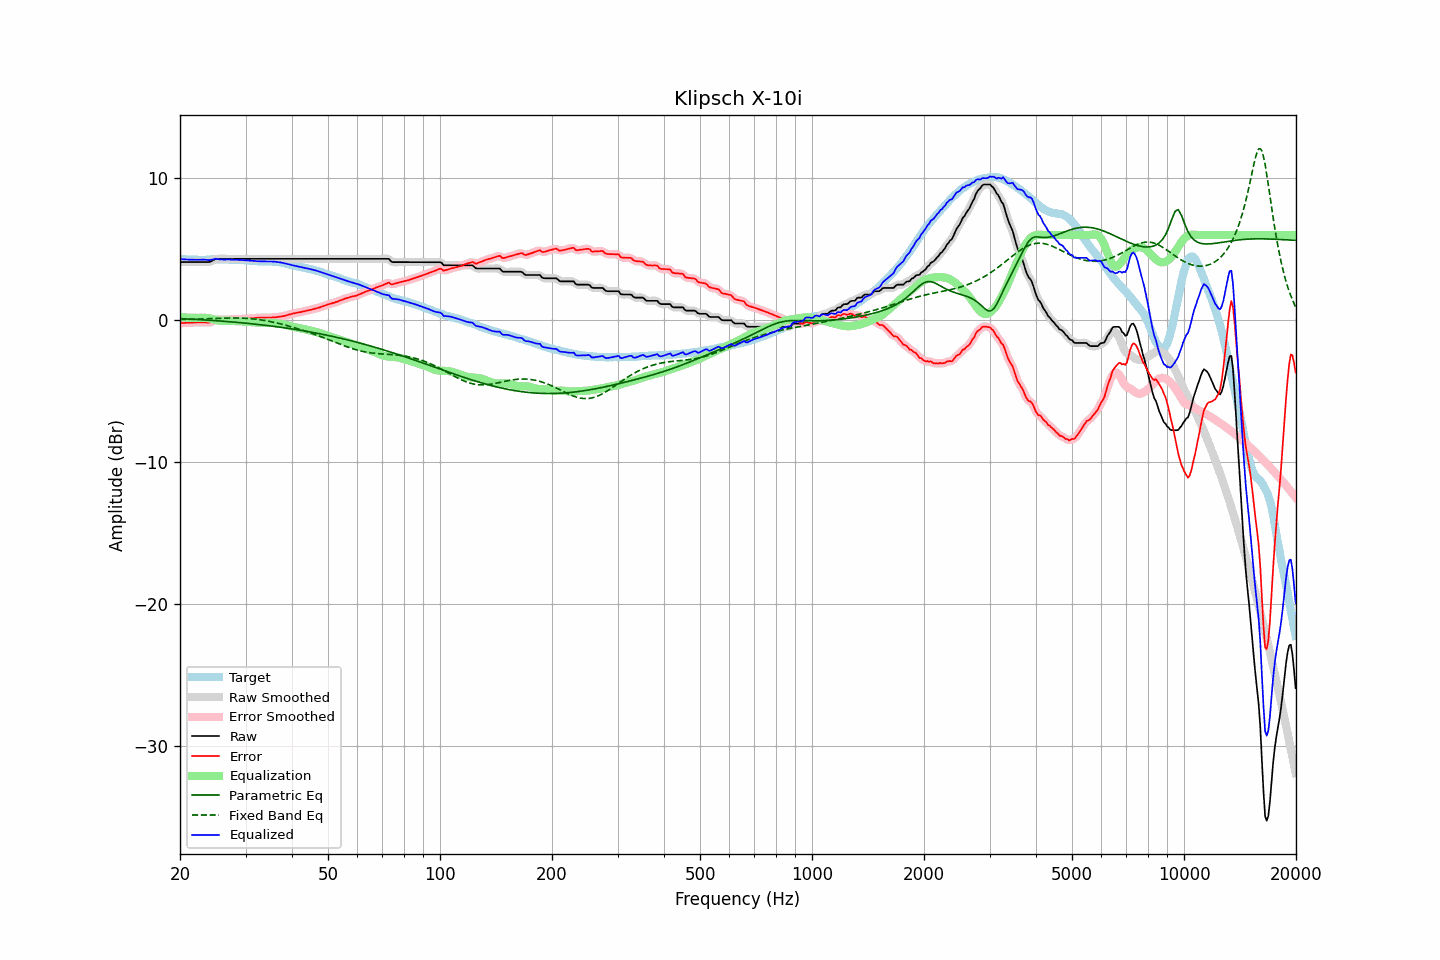 Klipsch X-10i
Amplitude (dBr)
10
0
−10
−20
−30
Target
Raw Smoothed
Error Smoothed
Raw
Error
Equalization
Parametric Eq
Fixed Band Eq
Equalized
20 50 100 200 500 1000 2000 5000 10000 20000
Frequency (Hz)